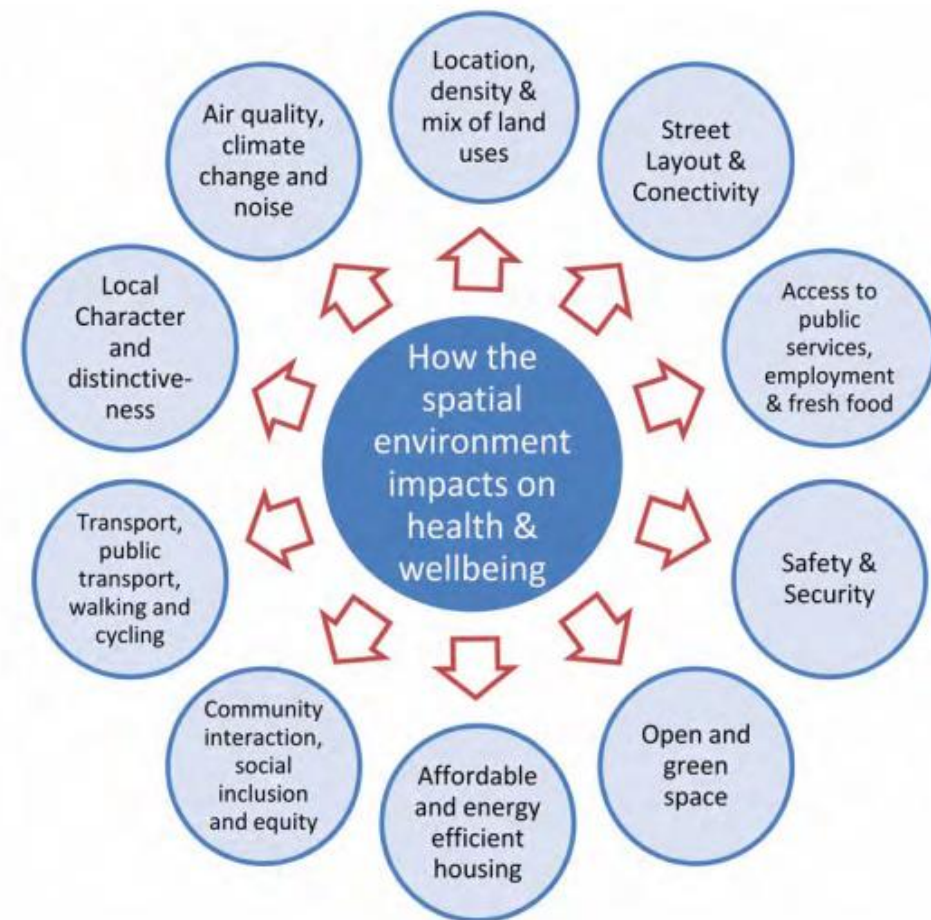 Location,
density &
mix of land
uses
Street
Layout &
Conectivity
Access to
public
services,
employment
& fresh food
Safety &
Security
Open and
green
space
Affordable
and energy
efficient
housing
Community
interaction,
social
inclusion
and equity
Transport,
public
transport,
walking and
cycling
Local
Character
and
distinctive-
ness
Air quality,
climate
change and
noise
How the
spatial
environment
impacts on
health &
wellbeing